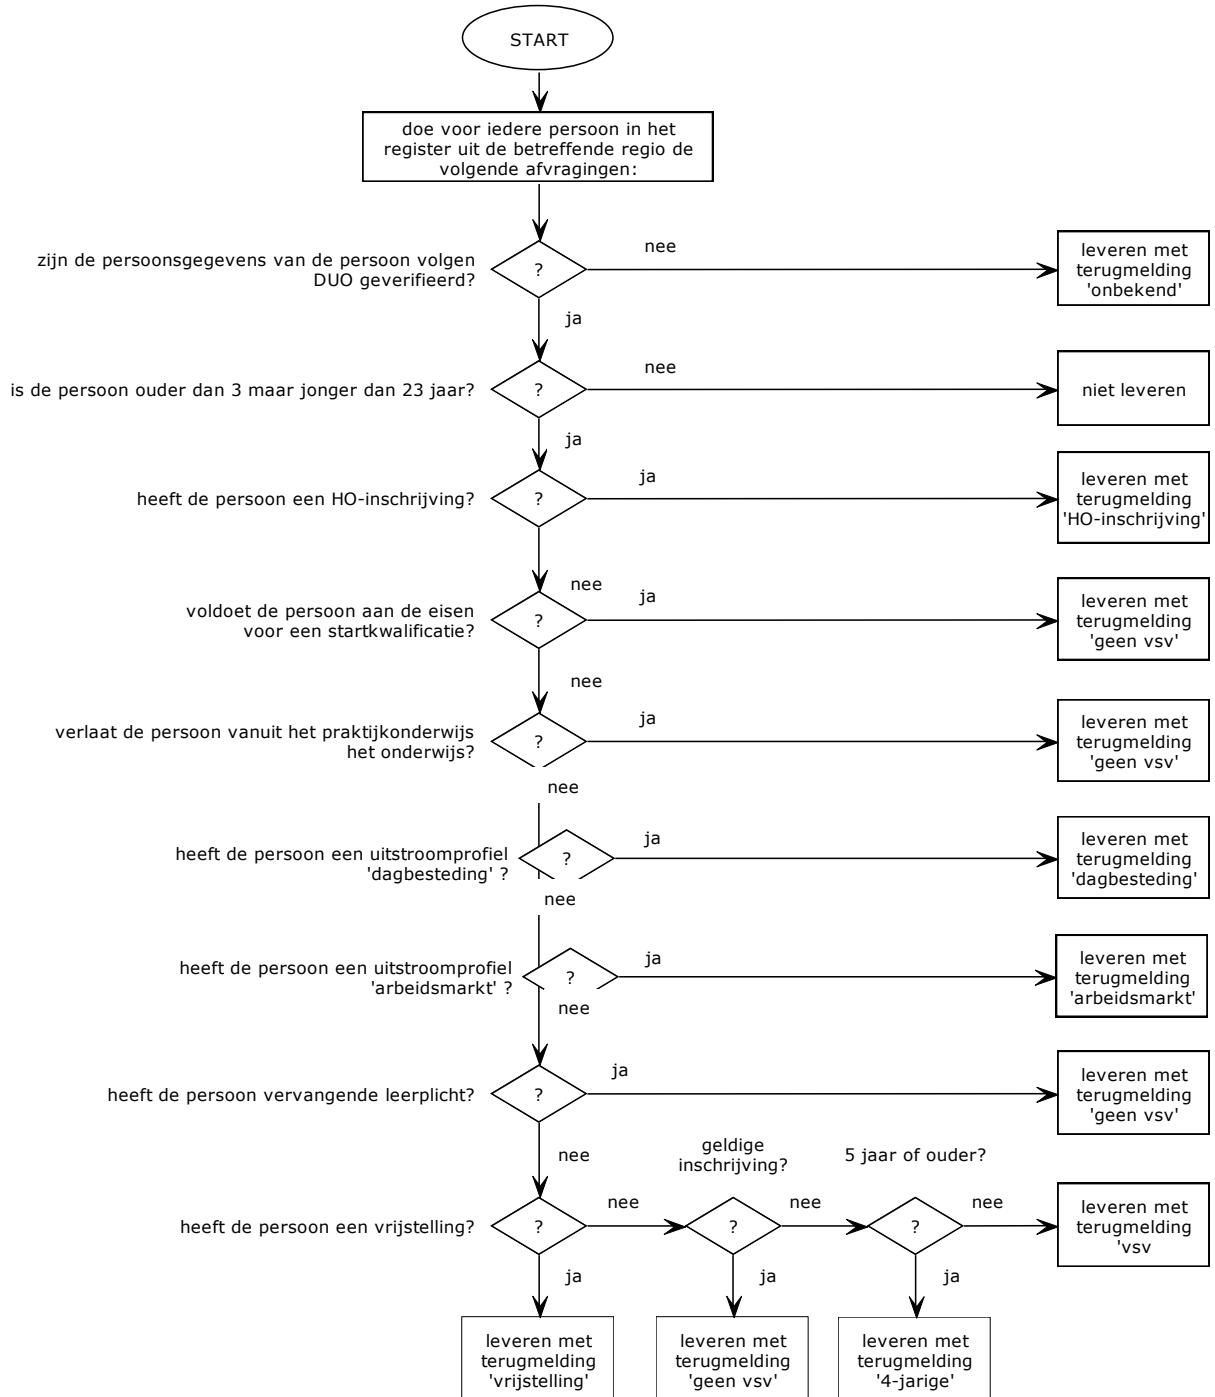 START
doe voor iedere persoon in het
register uit de betreffende regio de
volgende afvragingen:
zijn de persoonsgegevens van de persoon volgen
DUO geverifieerd?
?
nee
leveren met
terugmelding
'onbekend'
ja
is de persoon ouder dan 3 maar jonger dan 23 jaar?
?
nee
niet leveren
ja
heeft de persoon een HO-inschrijving?
?
ja
leveren met
terugmelding
'HO-inschrijving'
nee
voldoet de persoon aan de eisen
voor een startkwalificatie?
?
ja
leveren met
terugmelding
'geen vsv'
nee
verlaat de persoon vanuit het praktijkonderwijs
het onderwijs?
?
ja
leveren met
terugmelding
'geen vsv'
nee
heeft de persoon een uitstroomprofiel
'dagbesteding' ?
?
ja
leveren met
terugmelding
'dagbesteding'
nee
heeft de persoon een uitstroomprofiel
'arbeidsmarkt' ?
?
ja
leveren met
terugmelding
'arbeidsmarkt'
nee
heeft de persoon vervangende leerplicht?
?
ja
leveren met
terugmelding
'geen vsv'
nee
heeft de persoon een vrijstelling?
?
nee
geldige
inschrijving?
?
nee
5 jaar of ouder?
?
nee
leveren met
terugmelding
'vsv
ja
ja
ja
leveren met
terugmelding
'vrijstelling'
leveren met
terugmelding
'geen vsv'
leveren met
terugmelding
'4-jarige'